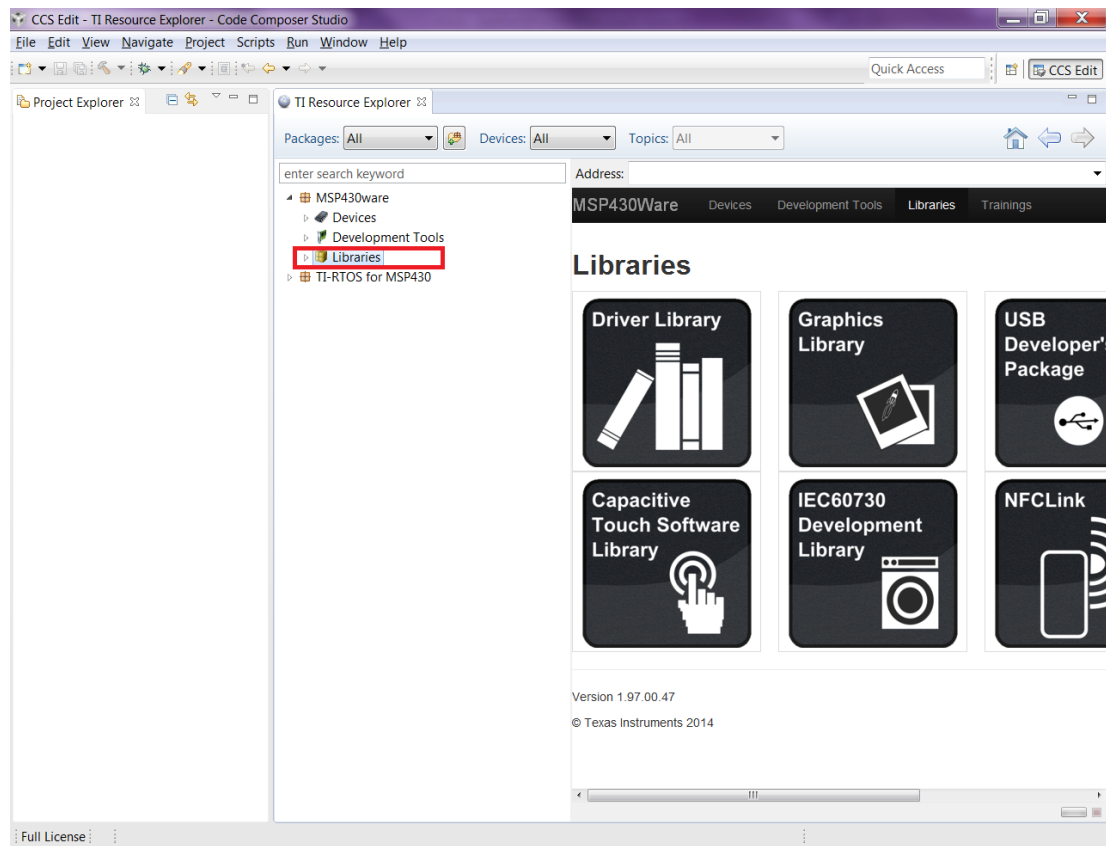 CCS Edit - TI Resource Explorer - Code Composer Studio
File Edit View Navigate Project Scripts Run Window Help
Quick Access
CCS Edit
Project Explorer
TI Resource Explorer
Packages: All Devices: All Topics: All
enter search keyword
Address:
MSP430ware
Devices
Development Tools
Libraries
TI-RTOS for MSP430
MSP430Ware Devices Development Tools Libraries Trainings
Libraries
Driver Library
Graphics
Library
USB
Developer's
Package
Capacitive
Touch Software
Library
IEC60730
Development
Library
NFCLink
Version 1.97.00.47
© Texas Instruments 2014
Full License